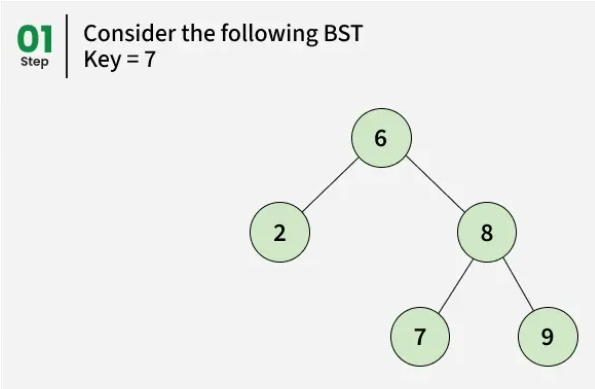 01
Step
Consider the following BST
Key = 7
6
2
8
7
9